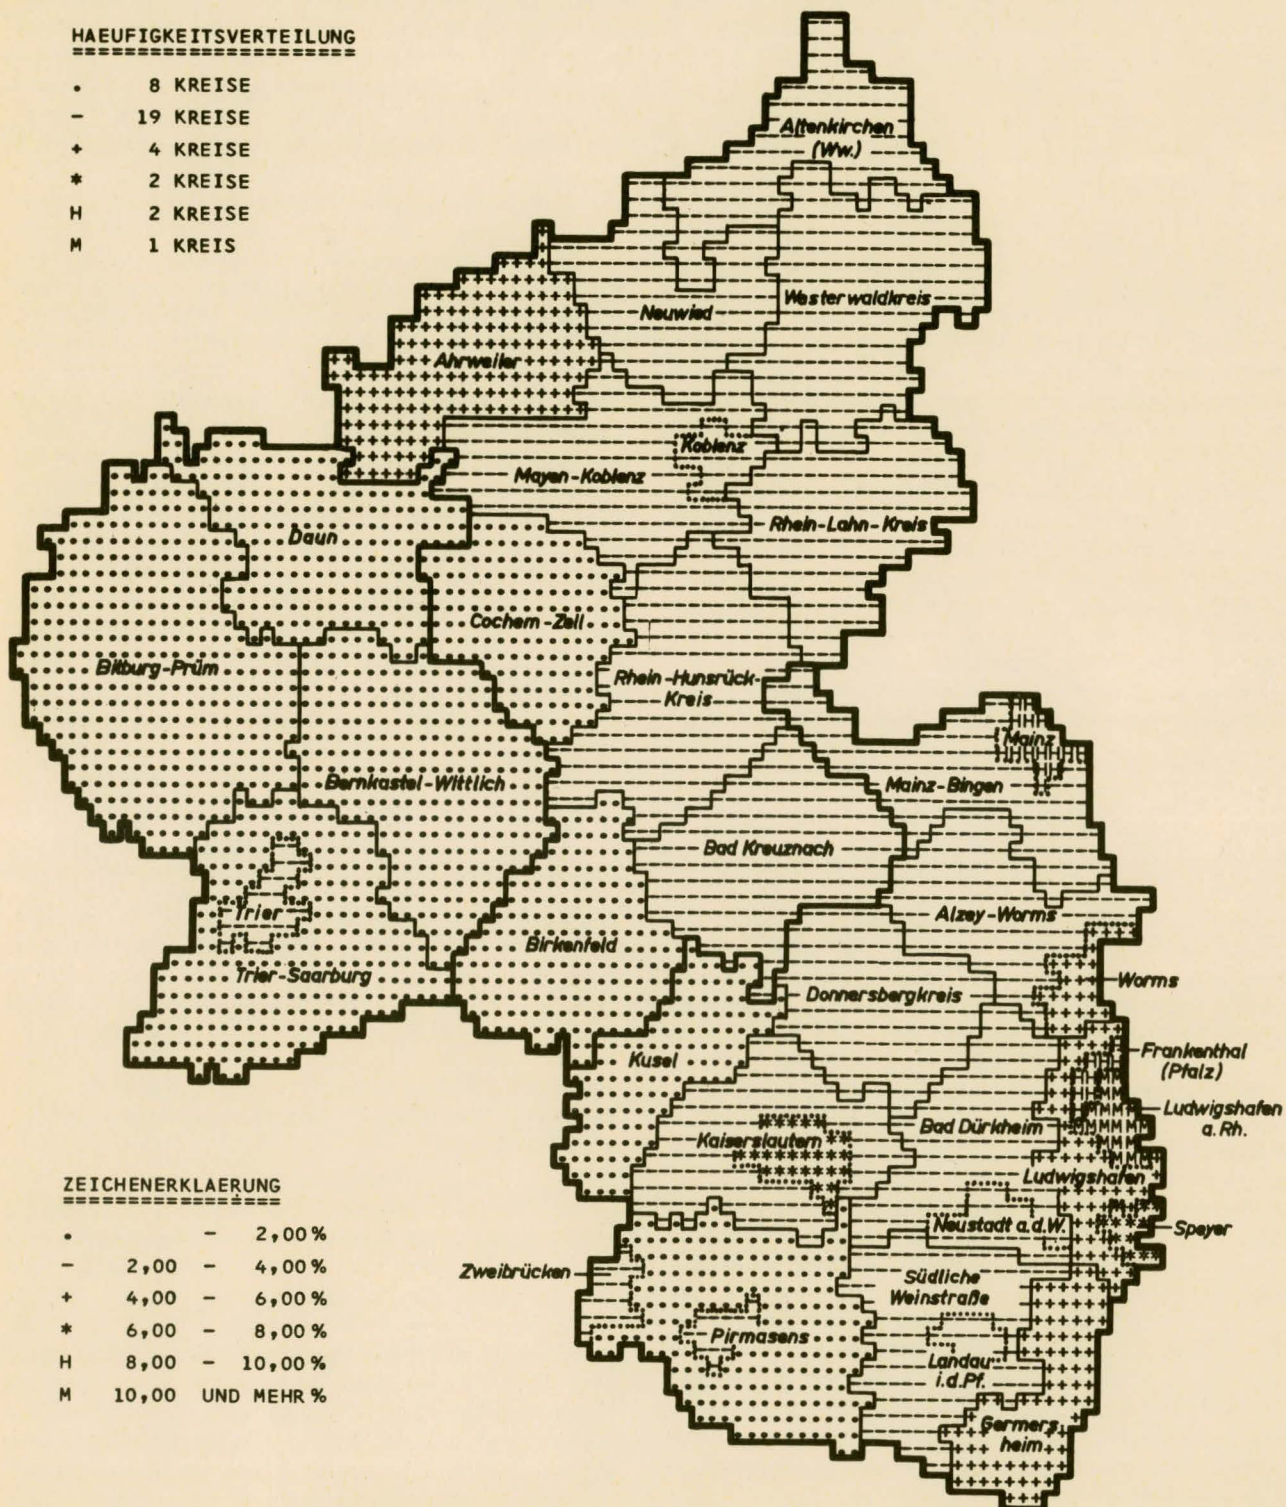 HAEUFIGKEITSVERTEILUNG
. 8 KREISE
- 19 KREISE
+ 4 KREISE
* 2 KREISE
H 2 KREISE
M 1 KREIS
Altenkirchen
(Ww.)
Neuwied
Westerwaldkreis
Ahrweiler
Koblenz
Mayen-Koblenz
Rhein-Lahn-Kreis
Daun
Cochem-Zell
Bitburg-Prüm
Rhein-Hunsrück-
Kreis
Mainz
Bernkastel-Wittlich
Mainz-Bingen
Bad Kreuznach
Trier
Alzey-Worms
Birkenfeld
Trier-Saarburg
Worms
Donnersbergkreis
Kusel
Frankenthal
(Pfalz)
Ludwigshafen
a.Rh.
Kaiserslautern
Bad Dürkheim
Ludwigshafen
Neustadt a.d.W.
Speyer
Zweibrücken
Südliche
Weinstraße
Pirmasens
Landau
i.d.Pf.
Germers
heim
ZEICHENERKLAERUNG
. - 2,00%
- 2,00 - 4,00%
+ 4,00 - 6,00%
* 6,00 - 8,00%
H 8,00 - 10,00%
M 10,00 UND MEHR%